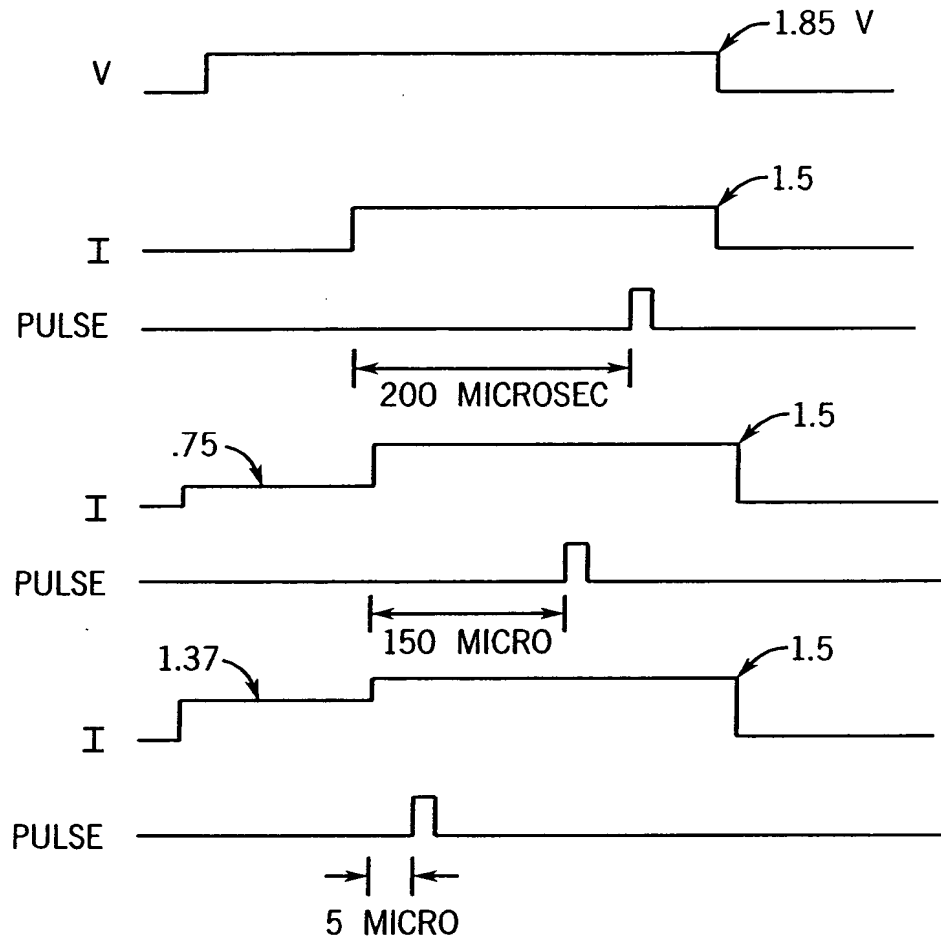 1.85 V
V
1.5
I
PULSE
200 MICROSEC
.75
1.5
I
PULSE
150 MICRO
1.37
1.5
I
PULSE
5 MICRO